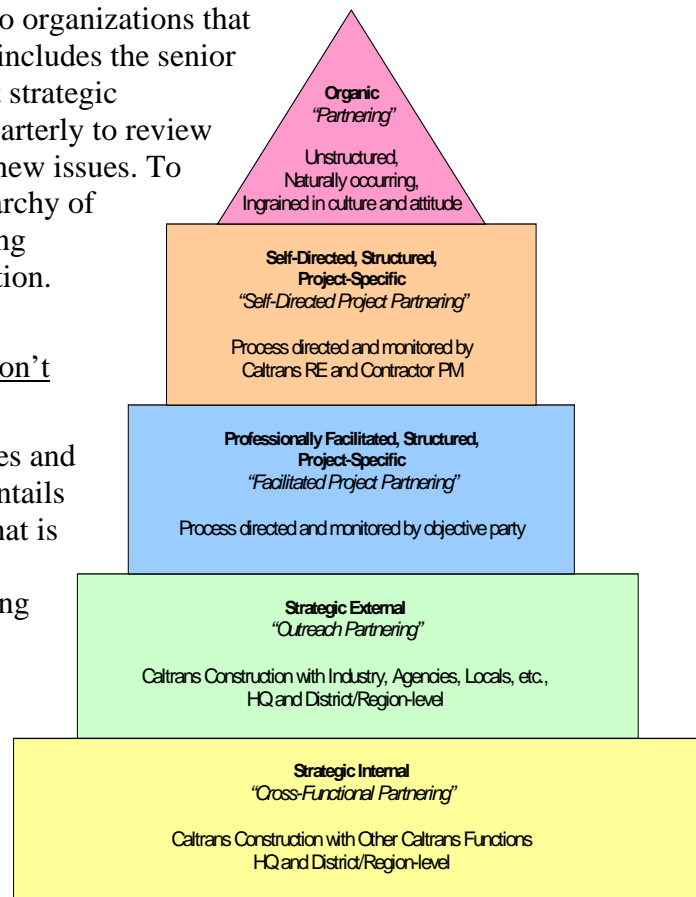 o organizations that
includes the senior
strategic
arterly to review
new issues. To
archy of
ng
tion.
on’t
es and
ntails
hat is
ng
Organic
“Partnering”
Unstructured,
Naturally occurring,
Ingrained in culture and attitude
Self-Directed, Structured,
Project-Specific
“Self-Directed Project Partnering”
Process directed and monitored by
Caltrans RE and Contractor PM
Professionally Facilitated, Structured,
Project-Specific
“Facilitated Project Partnering”
Process directed and monitored by objective party
Strategic External
“Outreach Partnering”
Caltrans Construction with Industry, Agencies, Locals, etc.,
HQ and District/Region-level
Strategic Internal
“Cross-Functional Partnering”
Caltrans Construction with Other Caltrans Functions
HQ and District/Region-level